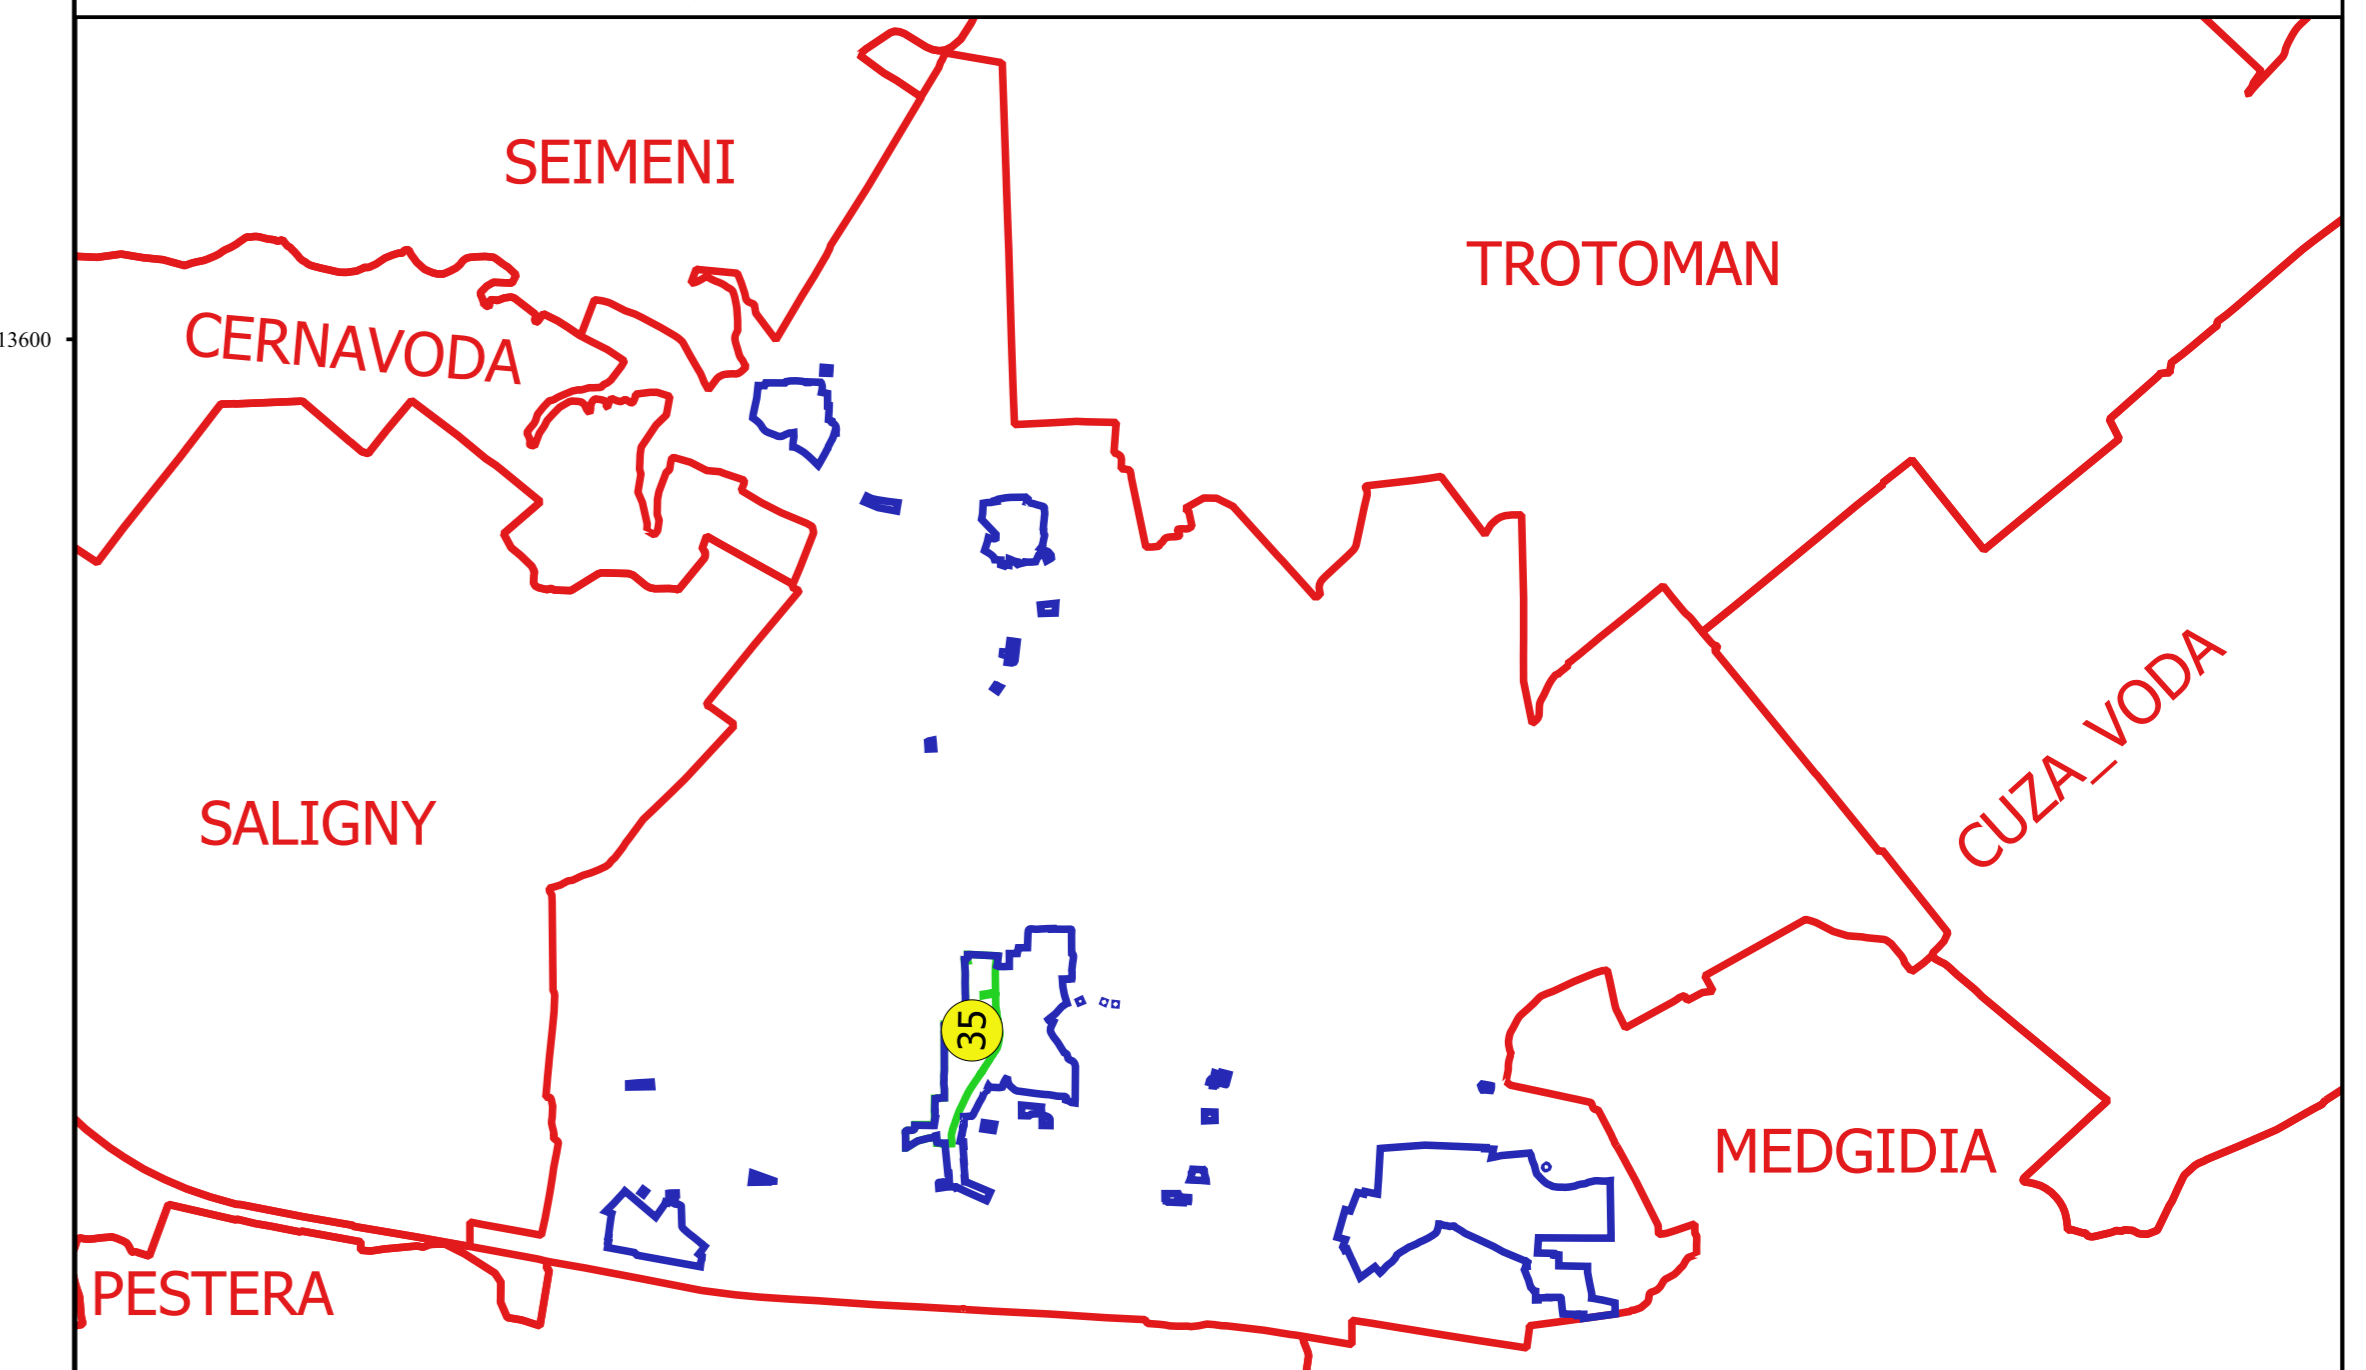 SEIMENI
TROTOMAN
CERNAVODA
13600
CUZA_VODA
SALIGNY
35
MEDGIDIA
PESTERA